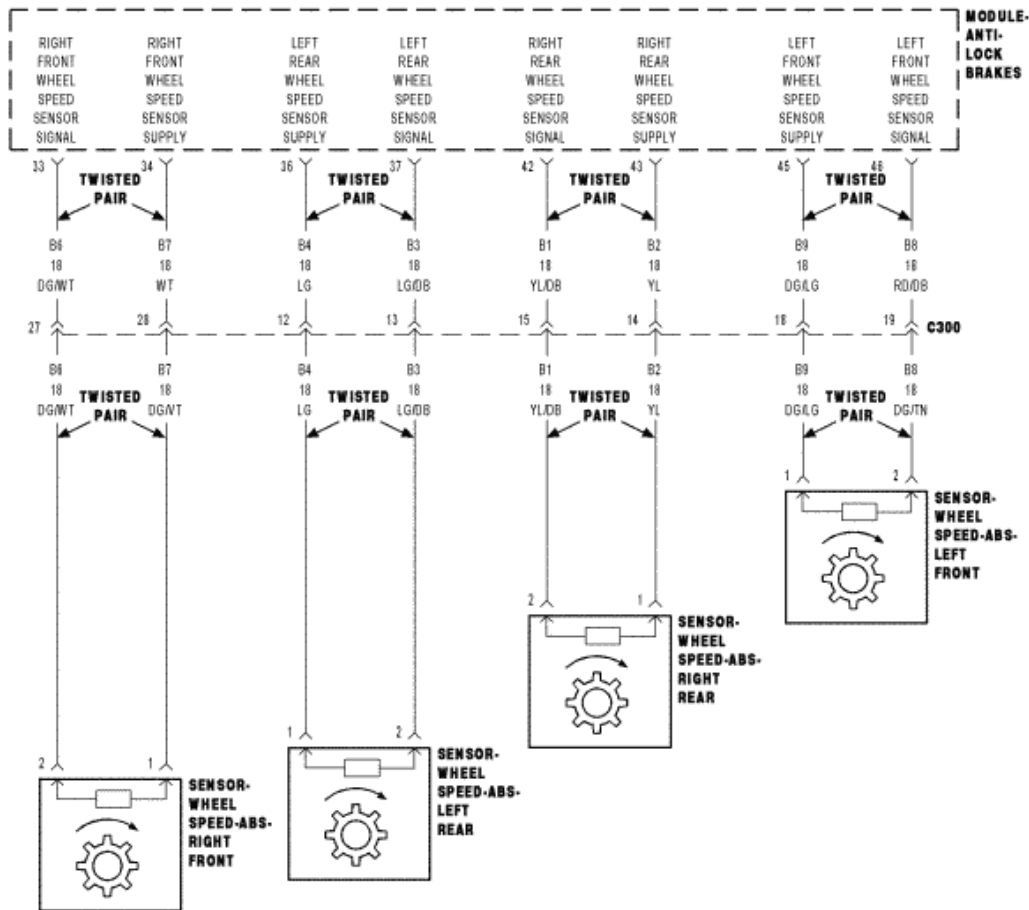 MODULE-
ANTI-
LOCK
BRAKES
RIGHT FRONT WHEEL SPEED SENSOR SIGNAL
RIGHT FRONT WHEEL SPEED SENSOR SUPPLY
LEFT REAR WHEEL SPEED SENSOR SUPPLY
LEFT REAR WHEEL SPEED SENSOR SIGNAL
RIGHT REAR WHEEL SPEED SENSOR SIGNAL
RIGHT REAR WHEEL SPEED SENSOR SUPPLY
LEFT FRONT WHEEL SPEED SENSOR SUPPLY
LEFT FRONT WHEEL SPEED SENSOR SIGNAL
33 34 36 37 42 43 45 46
TWISTED TWISTED TWISTED TWISTED
PAIR PAIR PAIR PAIR
B6 B7 B4 B3 B1 B2 B9 B8
18 18 18 18 18 18 18 18
DG/WT WT LG LG/DB YL/DB YL DG/LG RD/DB
27 28 12 13 15 14 18 19 C300
B6 B7 B4 B3 B1 B2 B9 B8
18 18 18 18 18 18 18 18
TWISTED TWISTED TWISTED TWISTED
PAIR PAIR PAIR PAIR
DG/WT DG/VT LG LG/DB YL/DB YL DG/LG DG/TN
1 2
SENSOR-
WHEEL
SPEED-ABS-
LEFT
FRONT
2 1
SENSOR-
WHEEL
SPEED-ABS-
RIGHT
REAR
1 2
SENSOR-
WHEEL
SPEED-ABS-
LEFT
REAR
2 1
SENSOR-
WHEEL
SPEED-ABS-
RIGHT
FRONT